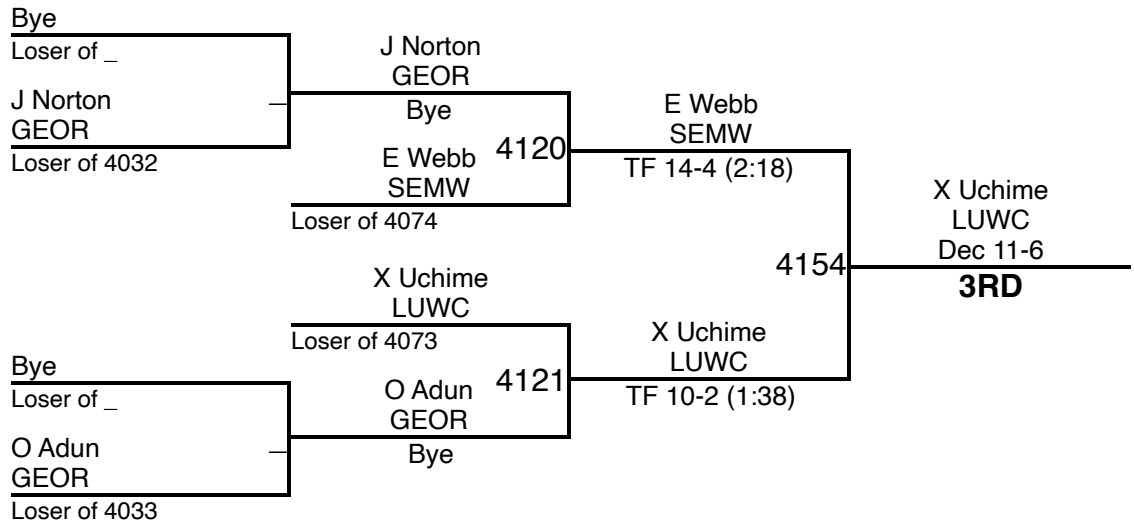 Bye
Loser of _
J Norton
GEOR
_
Loser of 4032
J Norton
GEOR
Bye
E Webb
SEMW
4120
Loser of 4074
E Webb
SEMW
TF 14-4 (2:18)
X Uchime
LUWC
Loser of 4073
Bye
Loser of _
O Adun
GEOR
_
Loser of 4033
O Adun
GEOR
4121
Bye
X Uchime
LUWC
TF 10-2 (1:38)
4154
X Uchime
LUWC
Dec 11-6
3RD